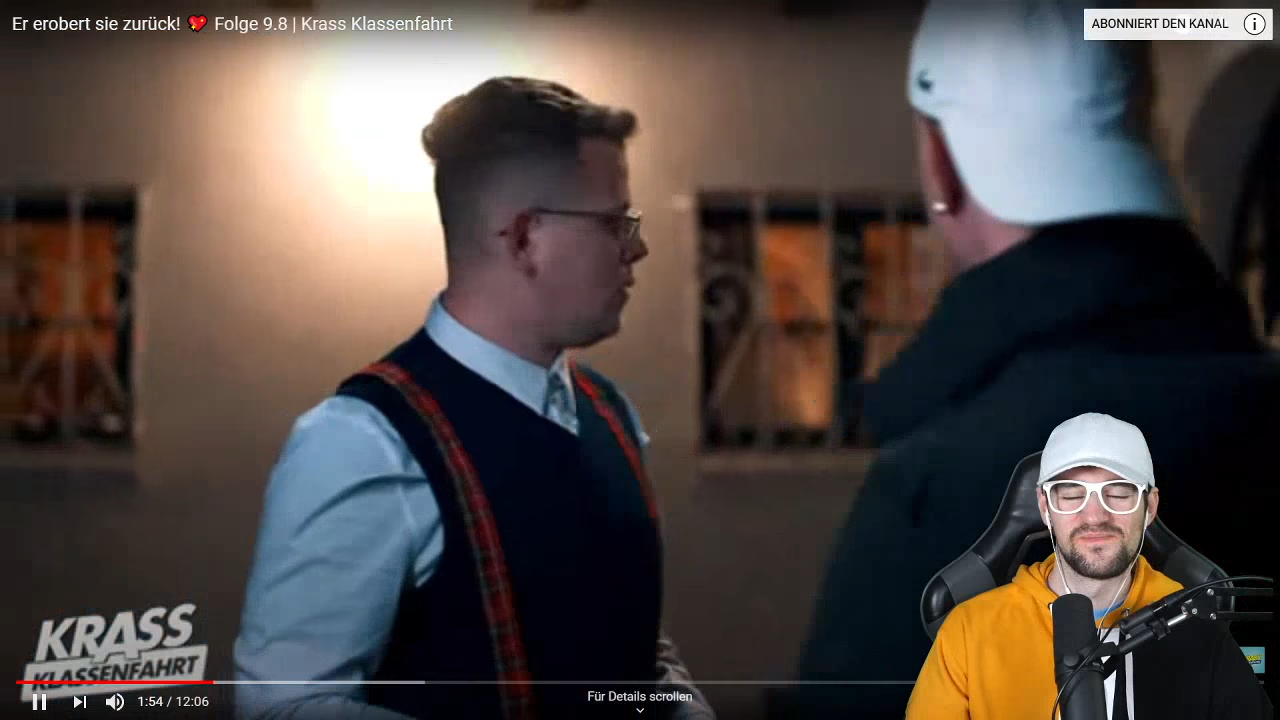 Er erobert sie zurück! 💖 Folge 9.8 | Krass Klassenfahrt
ABONNIERT DEN KANAL
KRASS
KLASSENFAHRT
1:54 / 12:06
Für Details scrollen